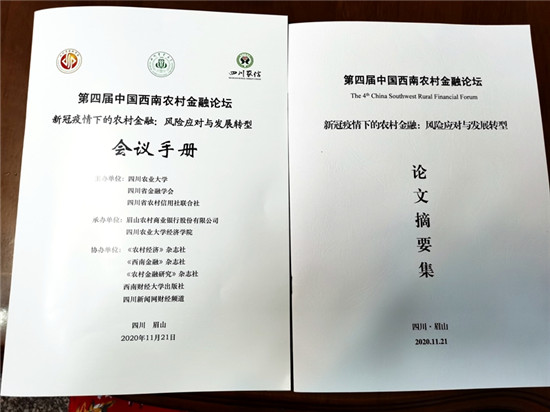 四川农信
第四届中国西南农村金融论坛
新冠疫情下的农村金融：风险应对与发展转型
会议手册
主办单位：四川农业大学
四川省金融学会
四川省农村信用社联合社
承办单位：眉山农村商业银行股份有限公司
四川农业大学经济学院
协办单位：《农村经济》杂志社
《西南金融》杂志社
《农村金融研究》杂志社
西南财经大学出版社
四川新闻网财经频道
四川 眉山
2020年11月21日
第四届中国西南农村金融论坛
The 4th China Southwest Rural Financial Forum
新冠疫情下的农村金融：风险应对与发展转型
论文摘要集
四川·眉山
2020.11.21